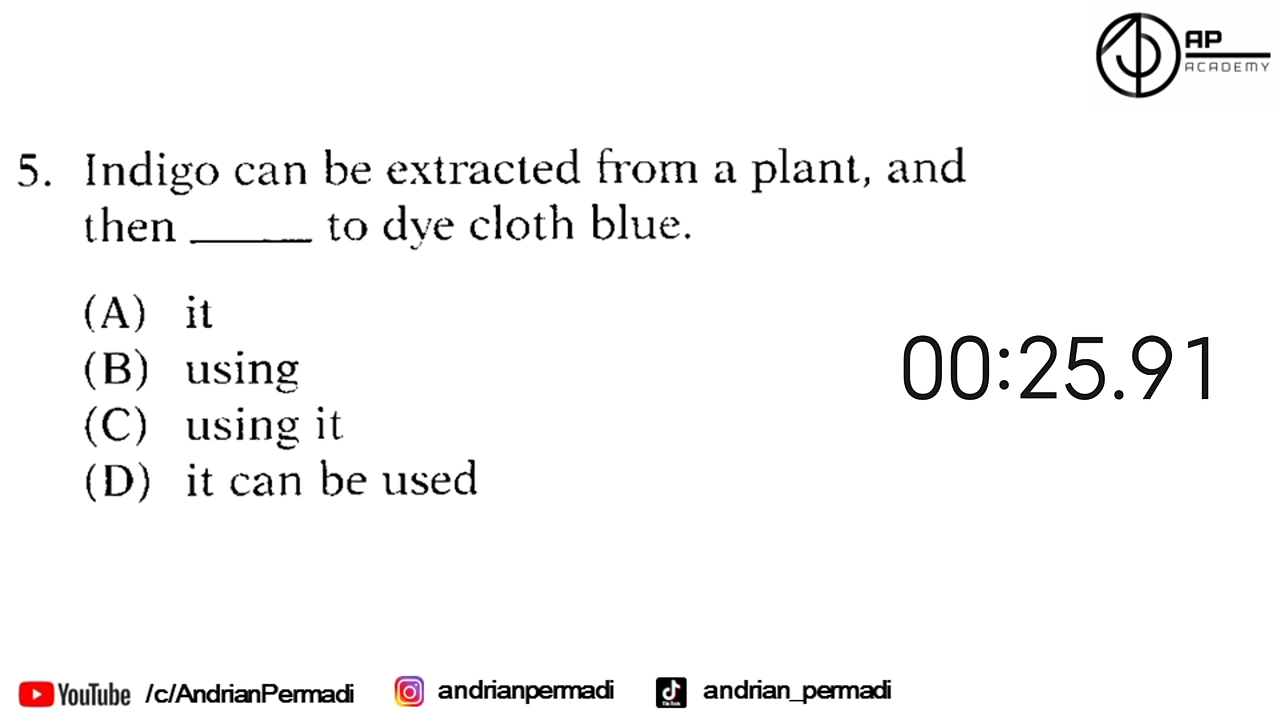 AP
ACADEMY
5. Indigo can be extracted from a plant, and
then _____ to dye cloth blue.
(A) it
(B) using
(C) using it
(D) it can be used
00:25.91
YouTube /c/AndrianPermadi andrianpermadi TikTok andrian_permadi